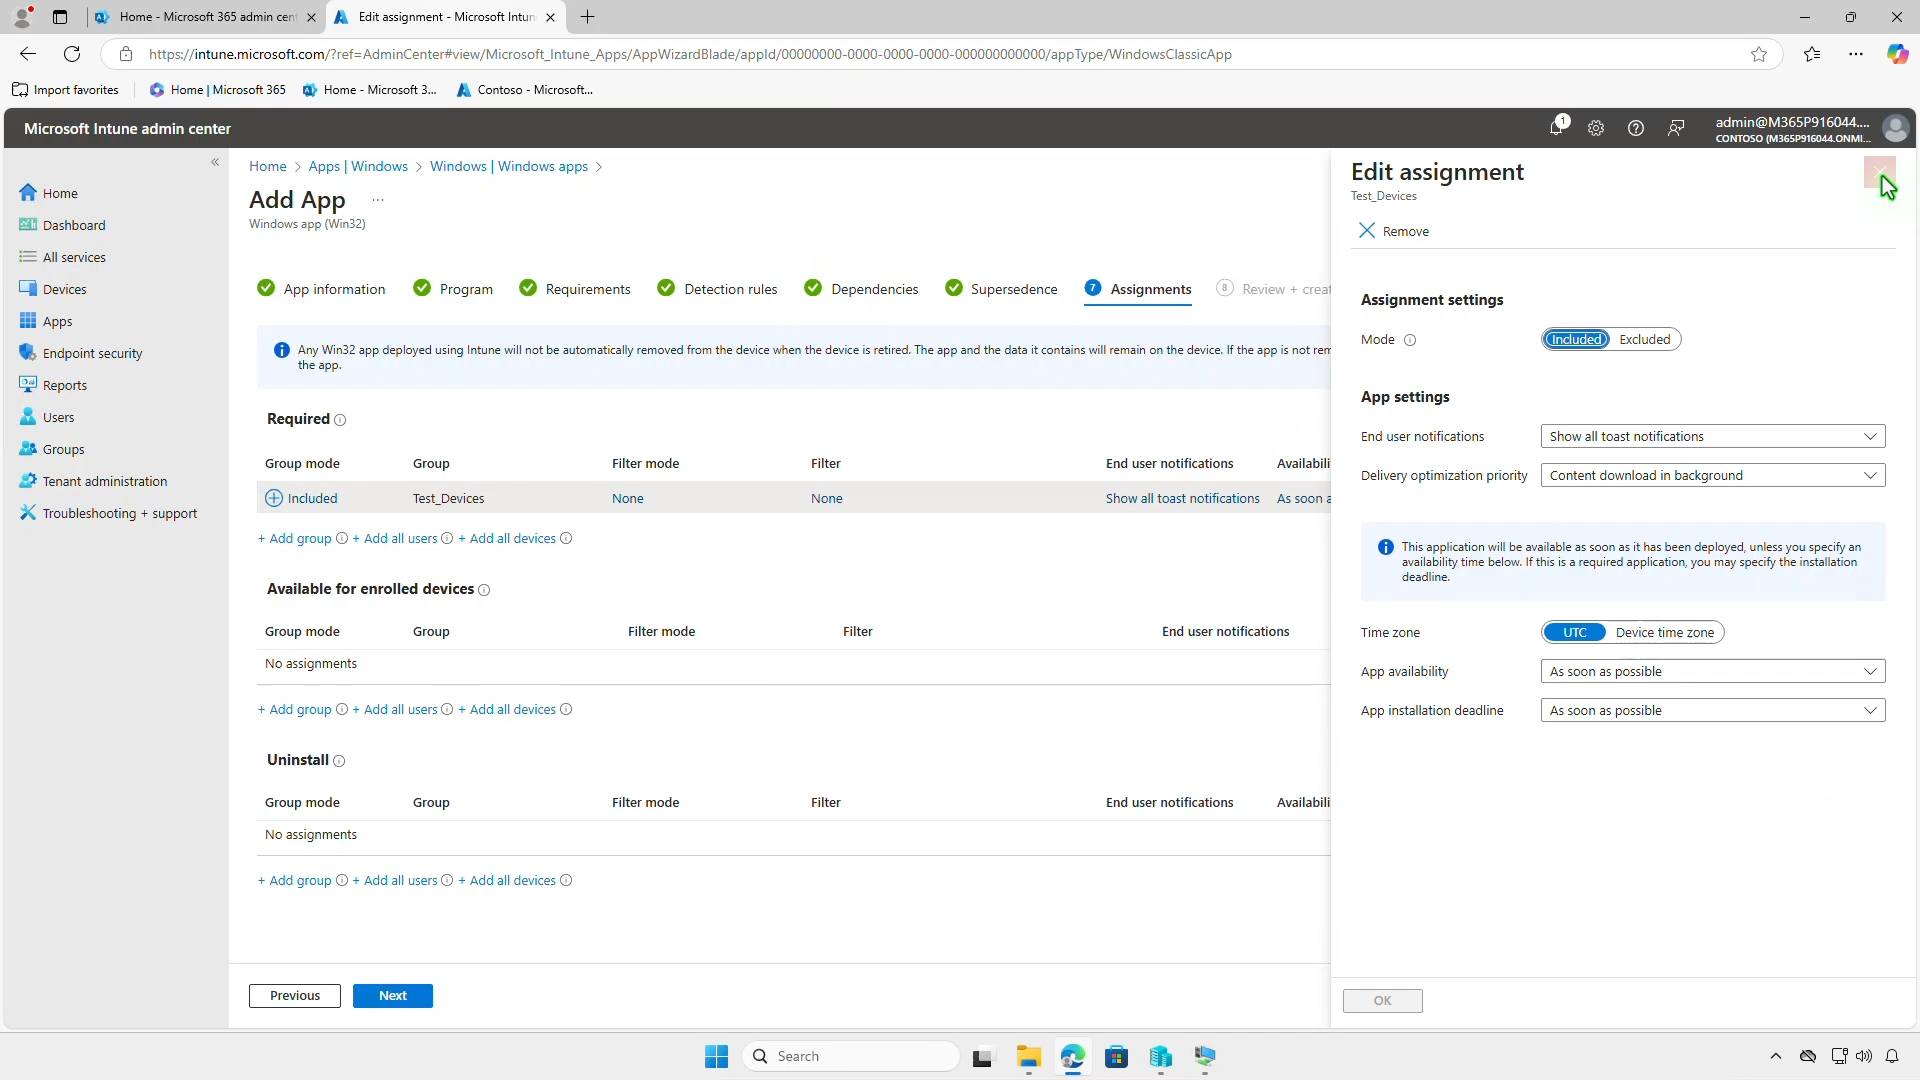 Home - Microsoft 365 admin cent
Edit assignment - Microsoft Intun
https://intune.microsoft.com/?ref=AdminCenter#view/Microsoft_Intune_Apps/AppWizardBlade/appId/00000000-0000-0000-0000-000000000000/appType/WindowsClassicApp
Import favorites
Home | Microsoft 365
Home - Microsoft 3...
Contoso - Microsoft...
Microsoft Intune admin center
1
admin@M365P916044....
CONTOSO (M365P916044.ONMI...
Home
Dashboard
All services
Devices
Apps
Endpoint security
Reports
Users
Groups
Tenant administration
Troubleshooting + support
Home > Apps | Windows > Windows | Windows apps >
Add App ...
Windows app (Win32)
App information
Program
Requirements
Detection rules
Dependencies
Supersedence
7 Assignments
8 Review + creat
Any Win32 app deployed using Intune will not be automatically removed from the device when the device is retired. The app and the data it contains will remain on the device. If the app is not rem
the app.
Required
Group mode Group Filter mode Filter End user notifications Availabili
Included Test_Devices None None Show all toast notifications As soon a
+ Add group + Add all users + Add all devices
Available for enrolled devices
Group mode Group Filter mode Filter End user notifications
No assignments
+ Add group + Add all users + Add all devices
Uninstall
Group mode Group Filter mode Filter End user notifications Availabili
No assignments
+ Add group + Add all users + Add all devices
Previous
Next
Edit assignment
Test_Devices
Remove
Assignment settings
Mode Included Excluded
App settings
End user notifications Show all toast notifications
Delivery optimization priority Content download in background
This application will be available as soon as it has been deployed, unless you specify an
availability time below. If this is a required application, you may specify the installation
deadline.
Time zone UTC Device time zone
App availability As soon as possible
App installation deadline As soon as possible
OK
Search